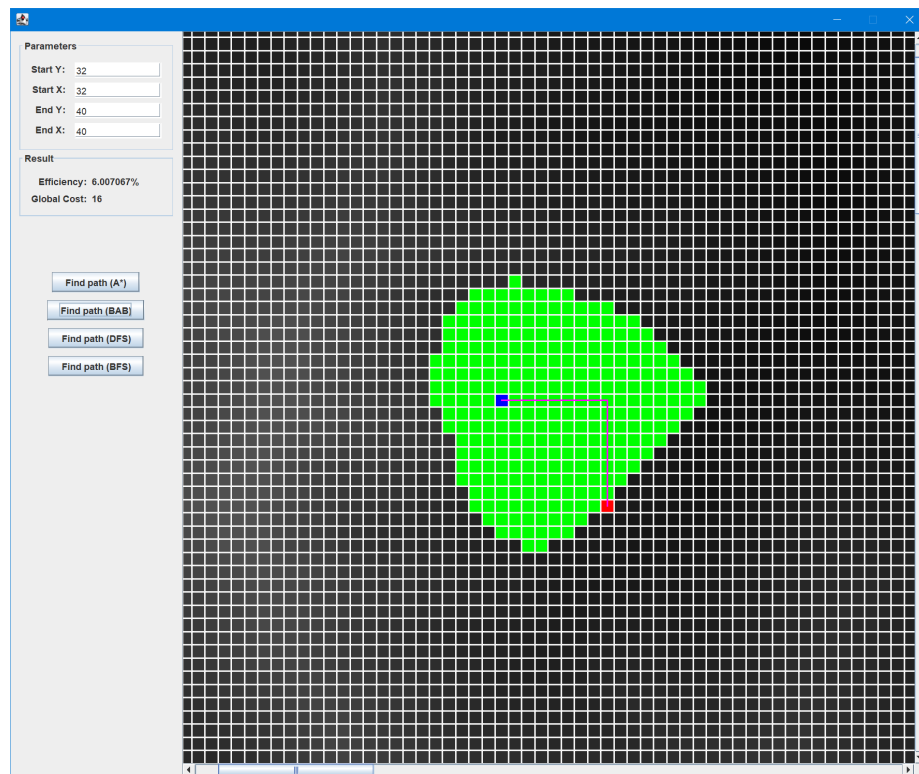 Parameters
Start Y: 32
Start X: 32
End Y: 40
End X: 40
Result
Efficiency: 6.007067%
Global Cost: 16
Find path (A*)
Find path (BAB)
Find path (DFS)
Find path (BFS)